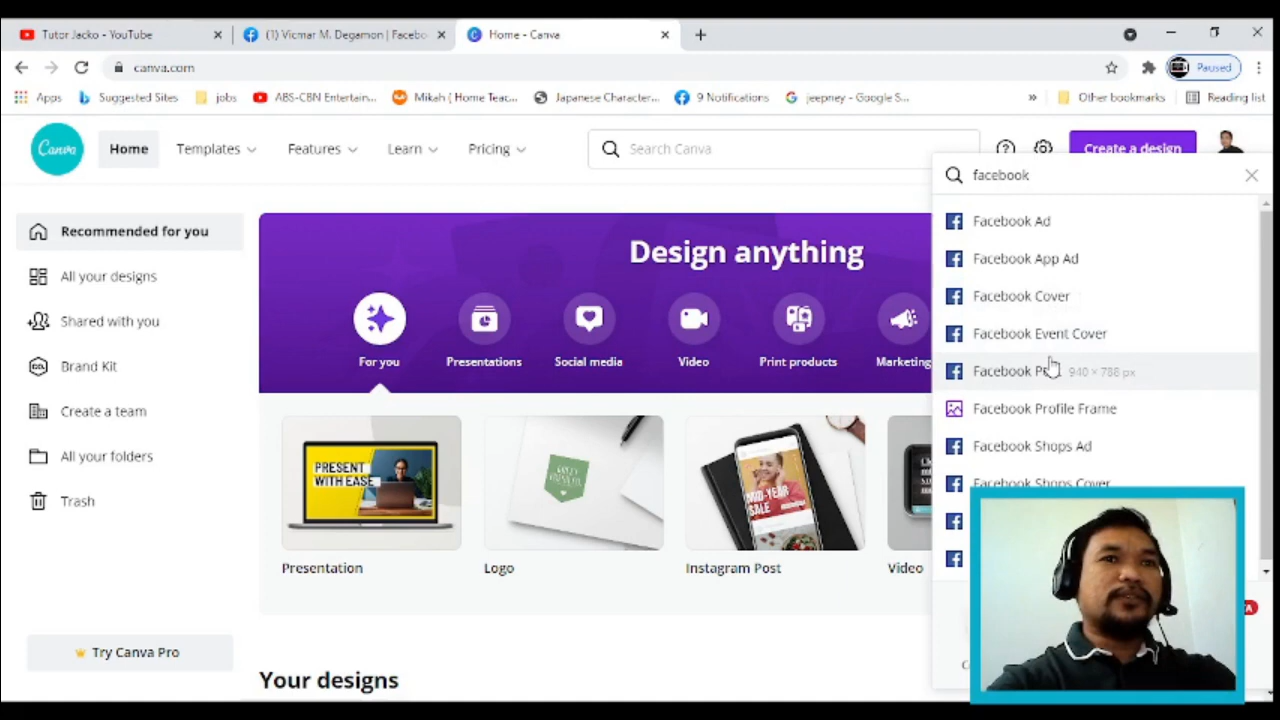 Tutor Jacko - YouTube
(1) Vicmar M. Degamon | Facebo
Home - Canva
canva.com
Paused
Apps
Suggested Sites
jobs
ABS-CBN Entertain...
Mikah { Home Teac...
Japanese Character...
9 Notifications
jeepney - Google S...
»
Other bookmarks
Reading list
Canva
Home
Templates
Features
Learn
Pricing
Search Canva
Create a design
facebook
Recommended for you
All your designs
Shared with you
Brand Kit
Create a team
All your folders
Trash
Try Canva Pro
Design anything
For you
Presentations
Social media
Video
Print products
Marketing
PRESENT
WITH EASE
MID-YEAR
SALE
Presentation
Logo
Instagram Post
Video
Your designs
Facebook Ad
Facebook App Ad
Facebook Cover
Facebook Event Cover
Facebook 940 × 788 px
Facebook Profile Frame
Facebook Shops Ad
Facebook Shops Cover